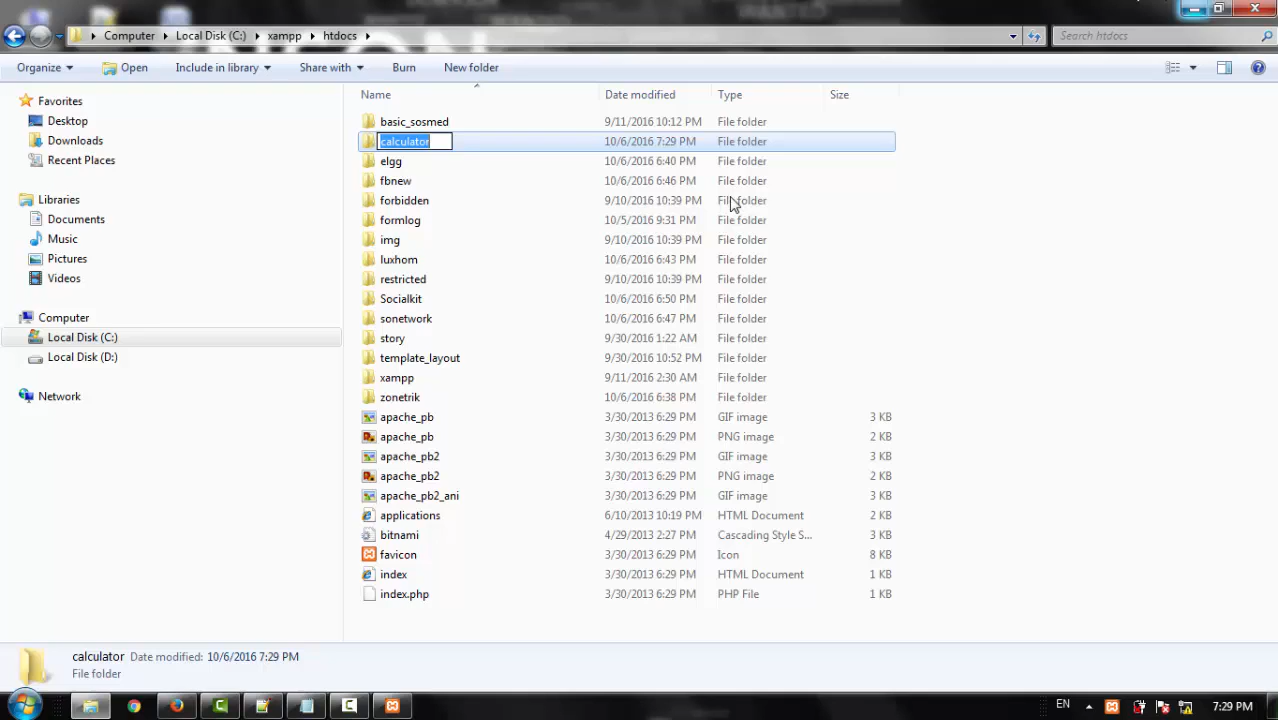 Computer Local Disk (C:) xampp htdocs Search htdocs
Organize Open Include in library Share with Burn New folder
Name Date modified Type Size
Favorites
Desktop
Downloads
Recent Places
Libraries
Documents
Music
Pictures
Videos
Computer
Local Disk (C:)
Local Disk (D:)
Network
basic_sosmed 9/11/2016 10:12 PM File folder
calculator 10/6/2016 7:29 PM File folder
elgg 10/6/2016 6:40 PM File folder
fbnew 10/6/2016 6:46 PM File folder
forbidden 9/10/2016 10:39 PM File folder
formlog 10/5/2016 9:31 PM File folder
img 9/10/2016 10:39 PM File folder
luxhom 10/6/2016 6:43 PM File folder
restricted 9/10/2016 10:39 PM File folder
Socialkit 10/6/2016 6:50 PM File folder
sonetwork 10/6/2016 6:47 PM File folder
story 9/30/2016 1:22 AM File folder
template_layout 9/30/2016 10:52 PM File folder
xampp 9/11/2016 2:30 AM File folder
zonetrik 10/6/2016 6:38 PM File folder
apache_pb 3/30/2013 6:29 PM GIF image 3 KB
apache_pb 3/30/2013 6:29 PM PNG image 2 KB
apache_pb2 3/30/2013 6:29 PM GIF image 3 KB
apache_pb2 3/30/2013 6:29 PM PNG image 2 KB
apache_pb2_ani 3/30/2013 6:29 PM GIF image 3 KB
applications 6/10/2013 10:19 PM HTML Document 2 KB
bitnami 4/29/2013 2:27 PM Cascading Style S... 3 KB
favicon 3/30/2013 6:29 PM Icon 8 KB
index 3/30/2013 6:29 PM HTML Document 1 KB
index.php 3/30/2013 6:29 PM PHP File 1 KB
calculator Date modified: 10/6/2016 7:29 PM
File folder
EN 7:29 PM